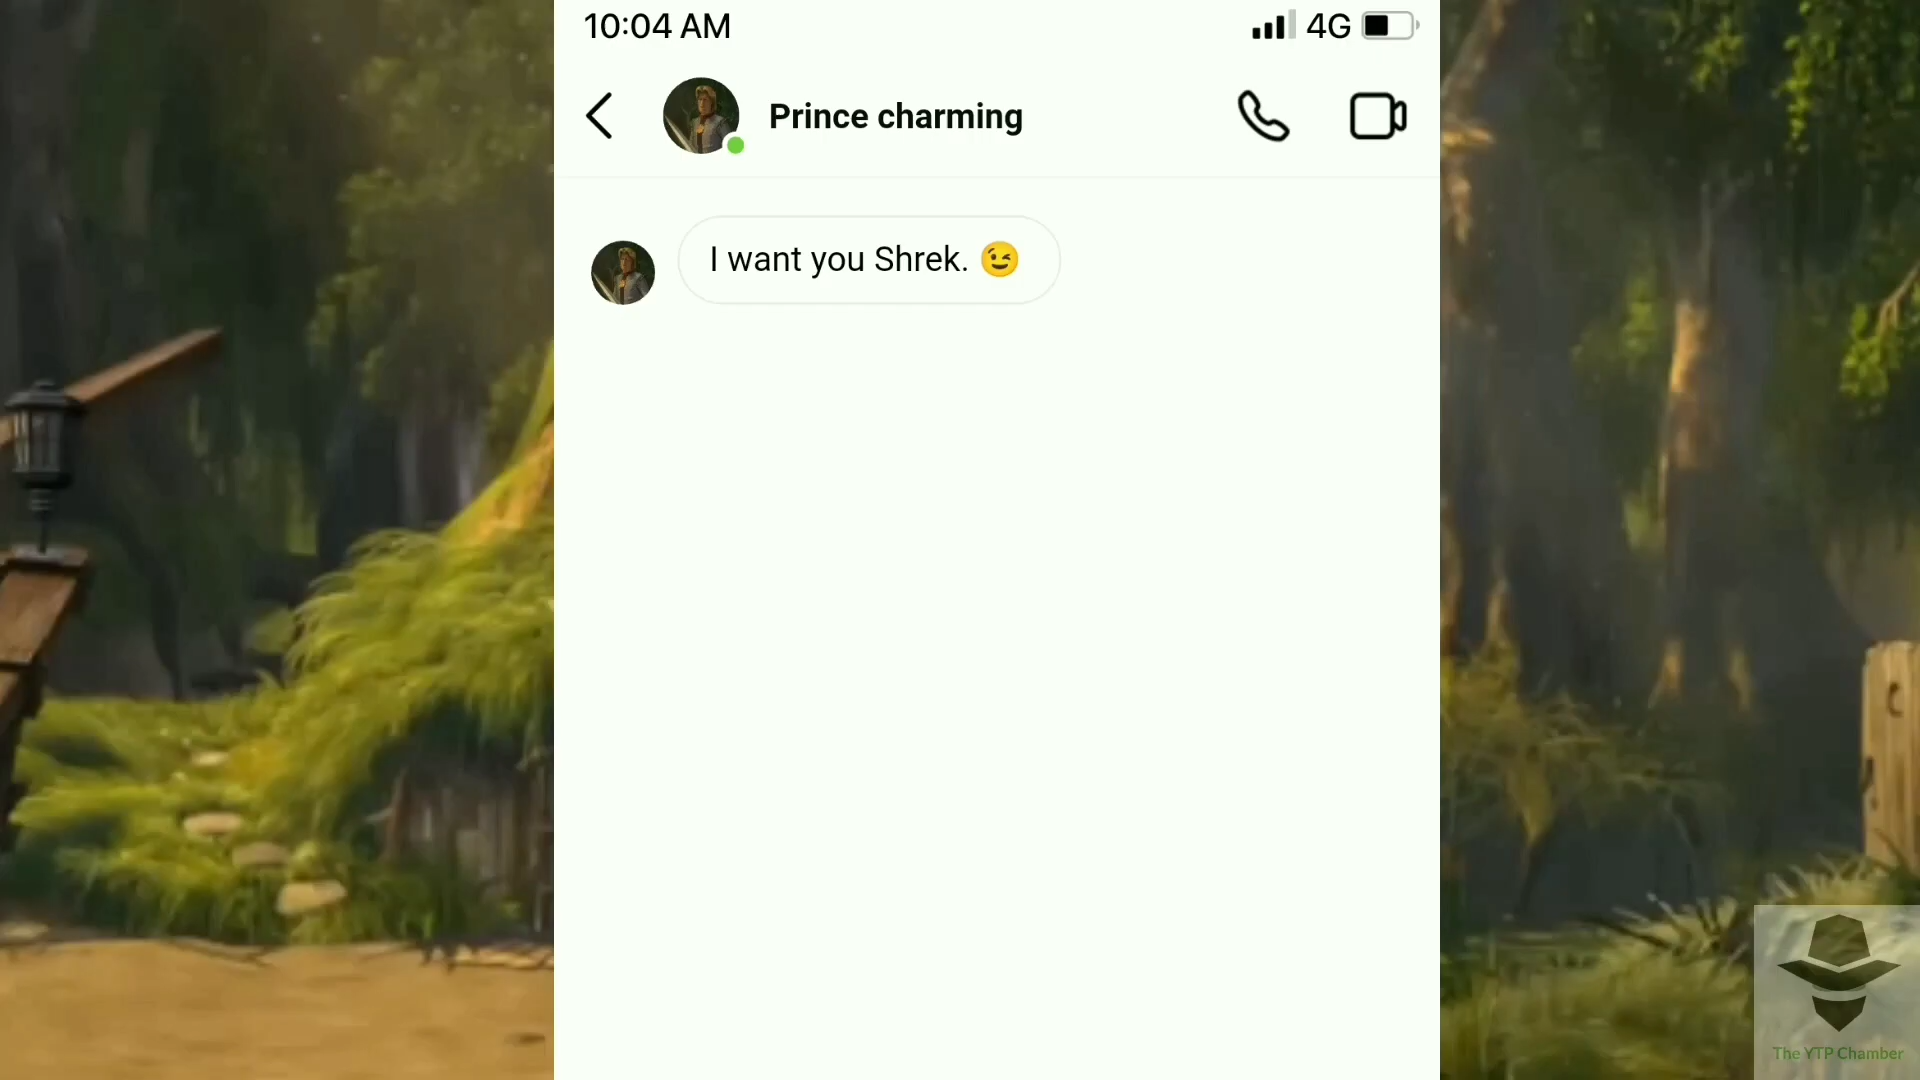 10:04 AM
4G
Prince charming
I want you Shrek. 😉
The YTP Chamber